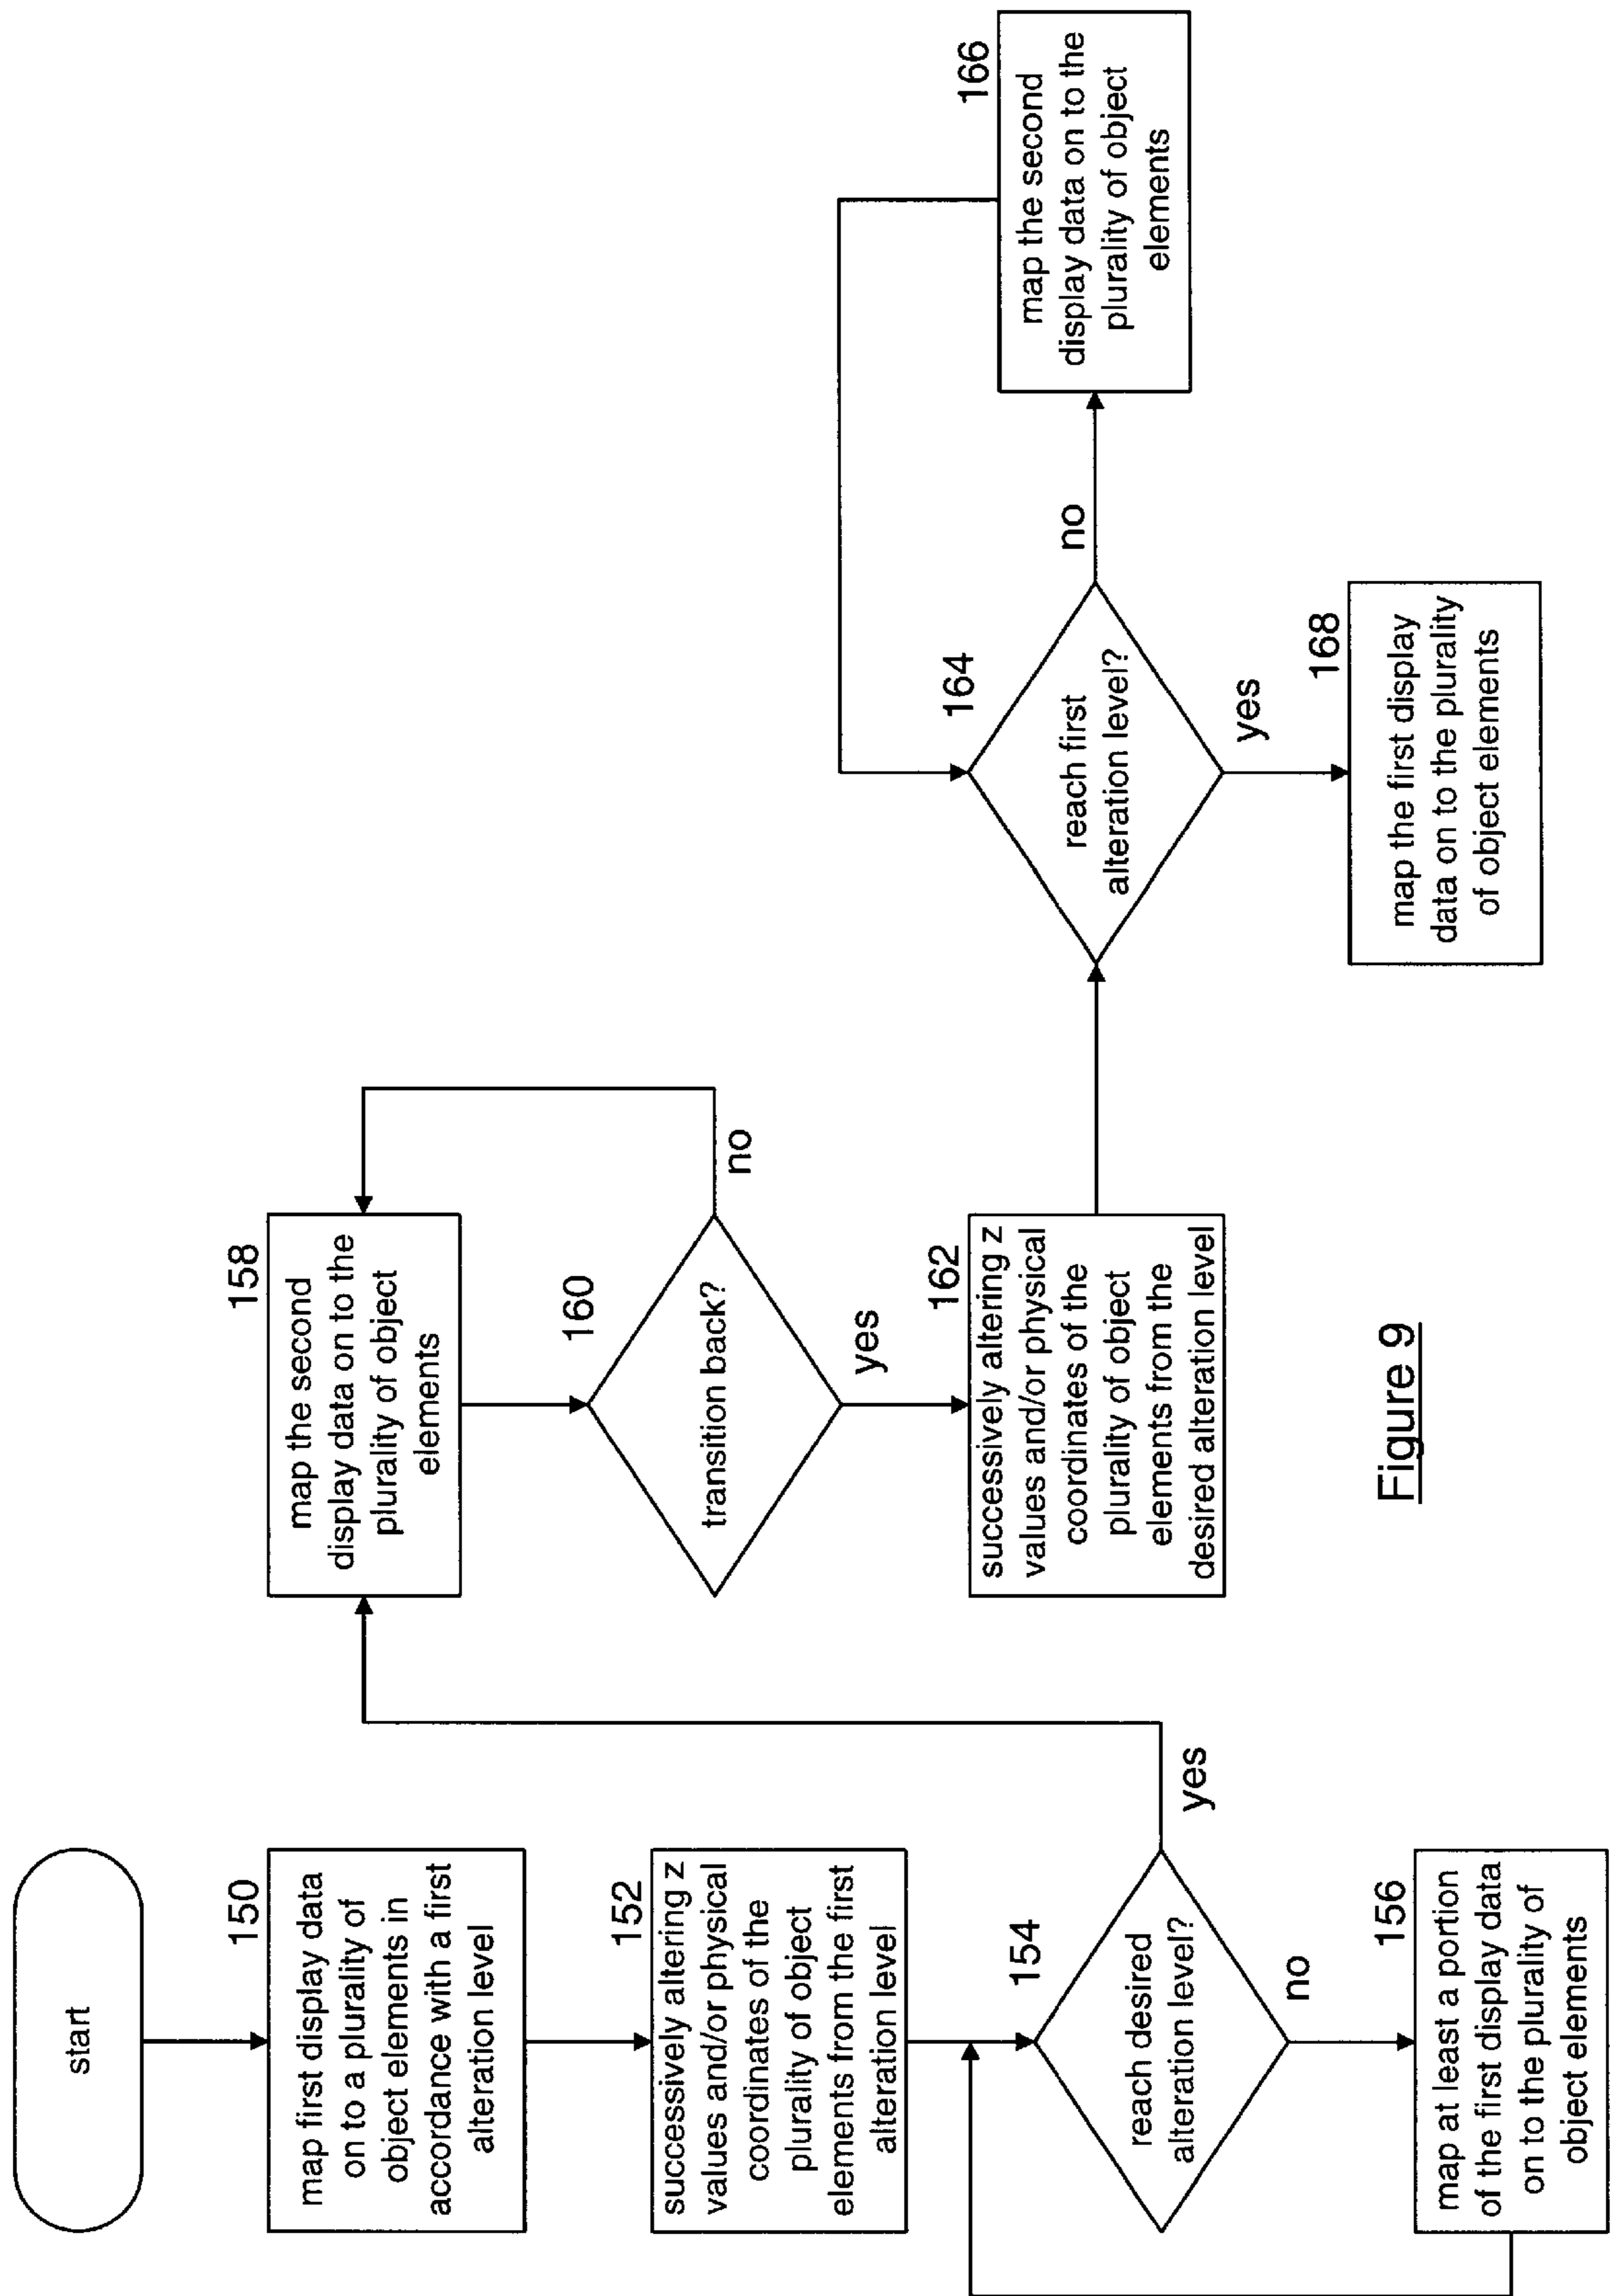 start
150
map first display data
on to a plurality of
object elements in
accordance with a first
alteration level
152
successively altering z
values and/or physical
coordinates of the
plurality of object
elements from the first
alteration level
154
reach desired
alteration level?
yes
no
156
map at least a portion
of the first display data
on to the plurality of
object elements
158
map the second
display data on to the
plurality of object
elements
160
transition back?
no
yes
162
successively altering z
values and/or physical
coordinates of the
plurality of object
elements from the
desired alteration level
164
reach first
alteration level?
no
yes
166
map the second
display data on to the
plurality of object
elements
168
map the first display
data on to the plurality
of object elements
Figure 9